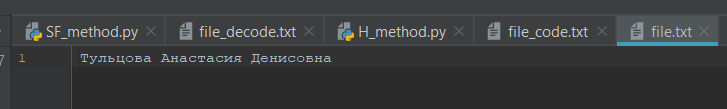 SF_method.py file_decode.txt H_method.py file_code.txt file.txt
1 Тульцова Анастасия Денисовна